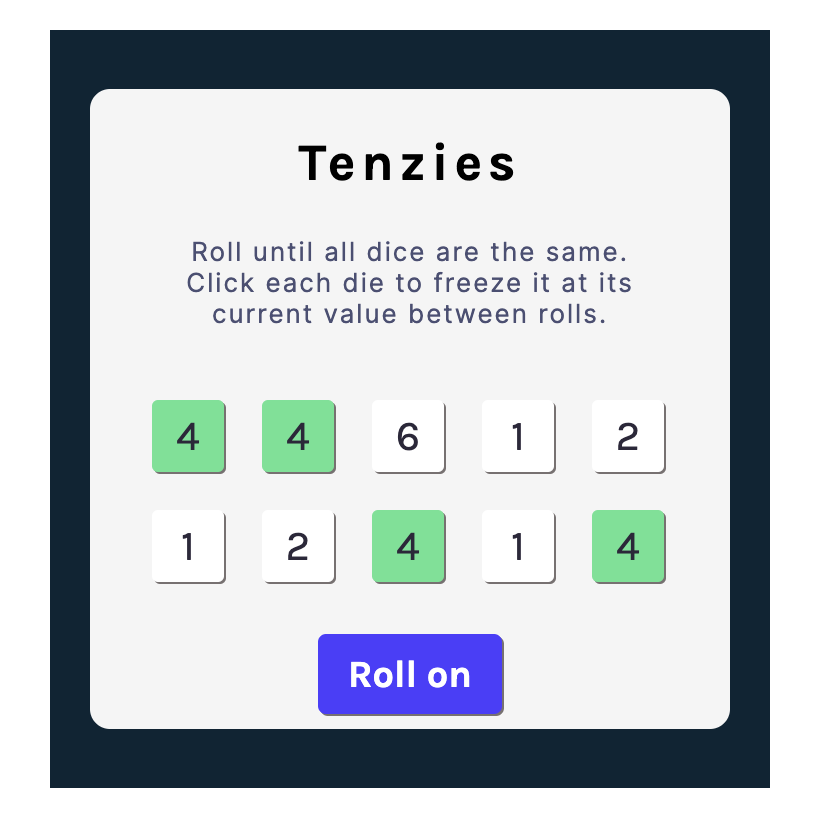 Tenzies
Roll until all dice are the same.
Click each die to freeze it at its
current value between rolls.
4 4 6 1 2
1 2 4 1 4
Roll on